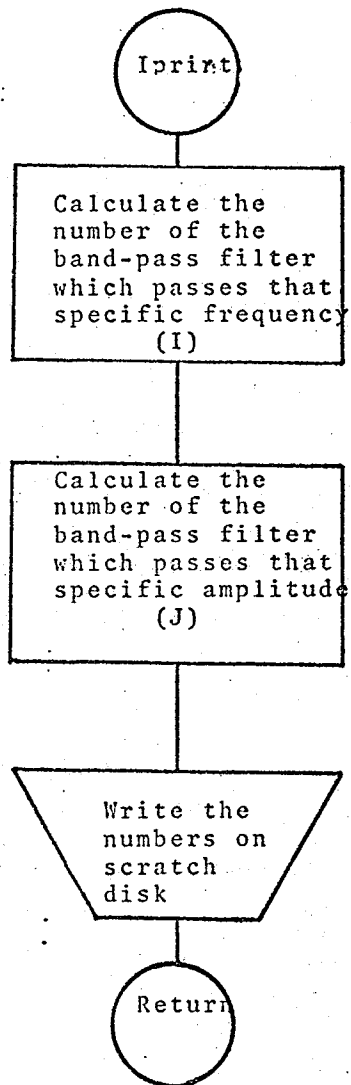 Iprint
Calculate the
number of the
band-pass filter
which passes that
specific frequency
(I)
Calculate the
number of the
band-pass filter
which passes that
specific amplitude
(J)
Write the
numbers on
scratch
disk
Return